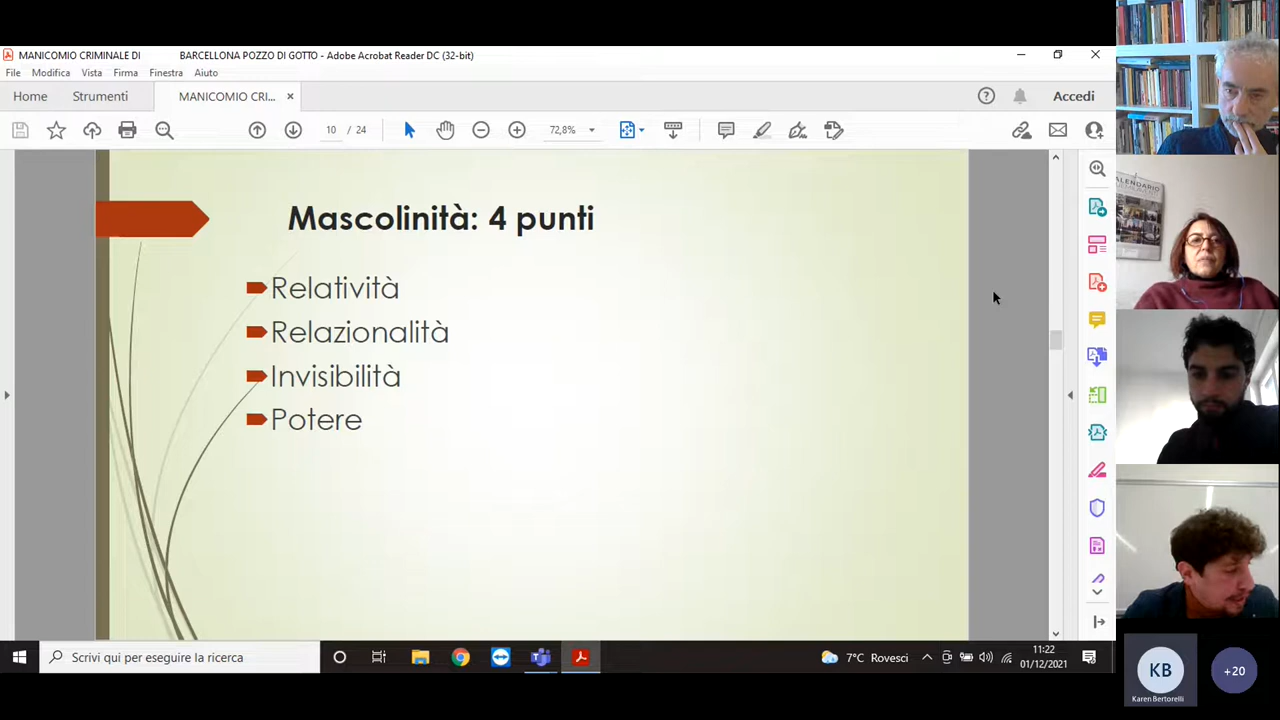 MANICOMIO CRIMINALE DI BARCELLONA POZZO DI GOTTO - Adobe Acrobat Reader DC (32-bit)
File Modifica Vista Firma Finestra Aiuto
Home Strumenti MANICOMIO CRI... × Accedi
10 / 24 72,8%
Mascolinità: 4 punti
Relatività
Relazionalità
Invisibilità
Potere
CALENDARIO
Scrivi qui per eseguire la ricerca
7°C Rovesci
11:22
01/12/2021
KB
Karen Bertorelli
+20